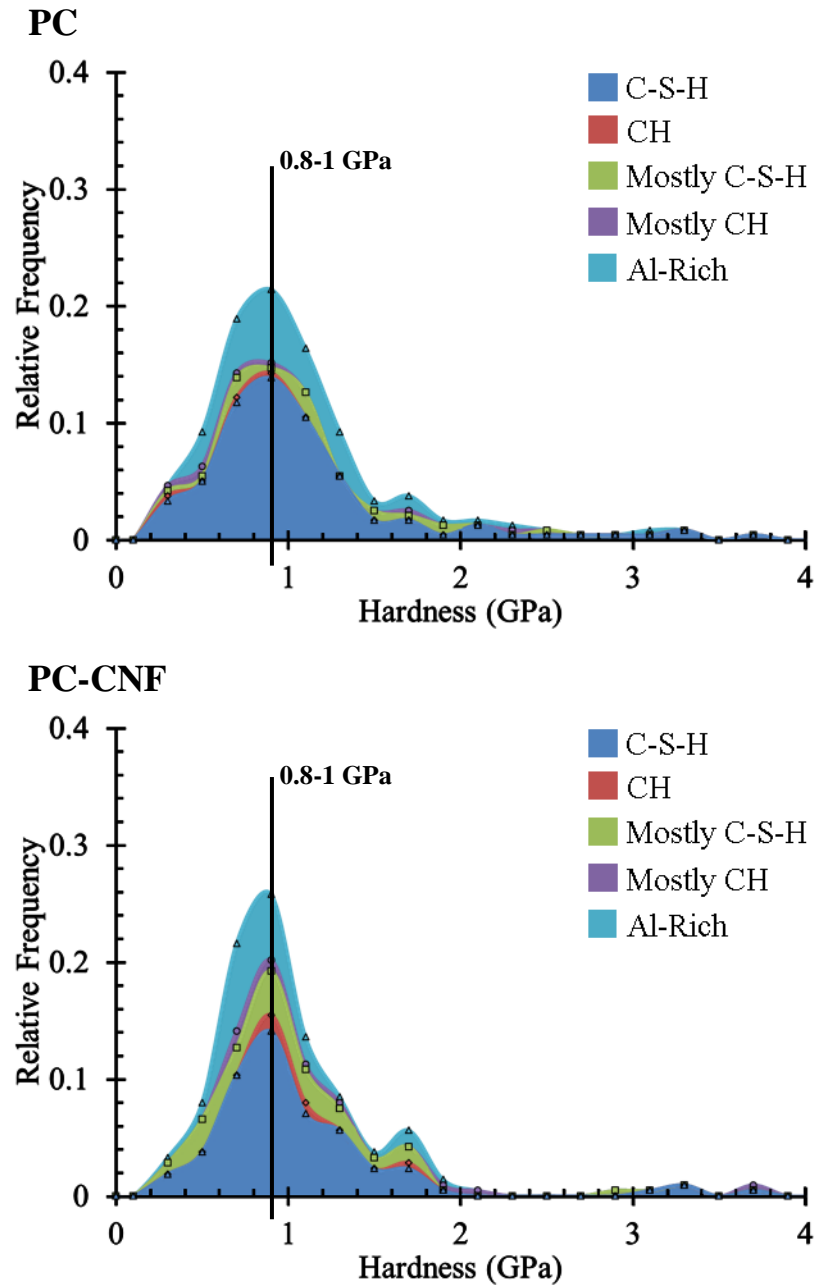 PC
0.4
0.3
0.2
0.1
0
Relative Frequency
0.8-1 GPa
C-S-H
CH
Mostly C-S-H
Mostly CH
Al-Rich
0 1 2 3 4
Hardness (GPa)
PC-CNF
0.4
0.3
0.2
0.1
0
Relative Frequency
0.8-1 GPa
C-S-H
CH
Mostly C-S-H
Mostly CH
Al-Rich
0 1 2 3 4
Hardness (GPa)